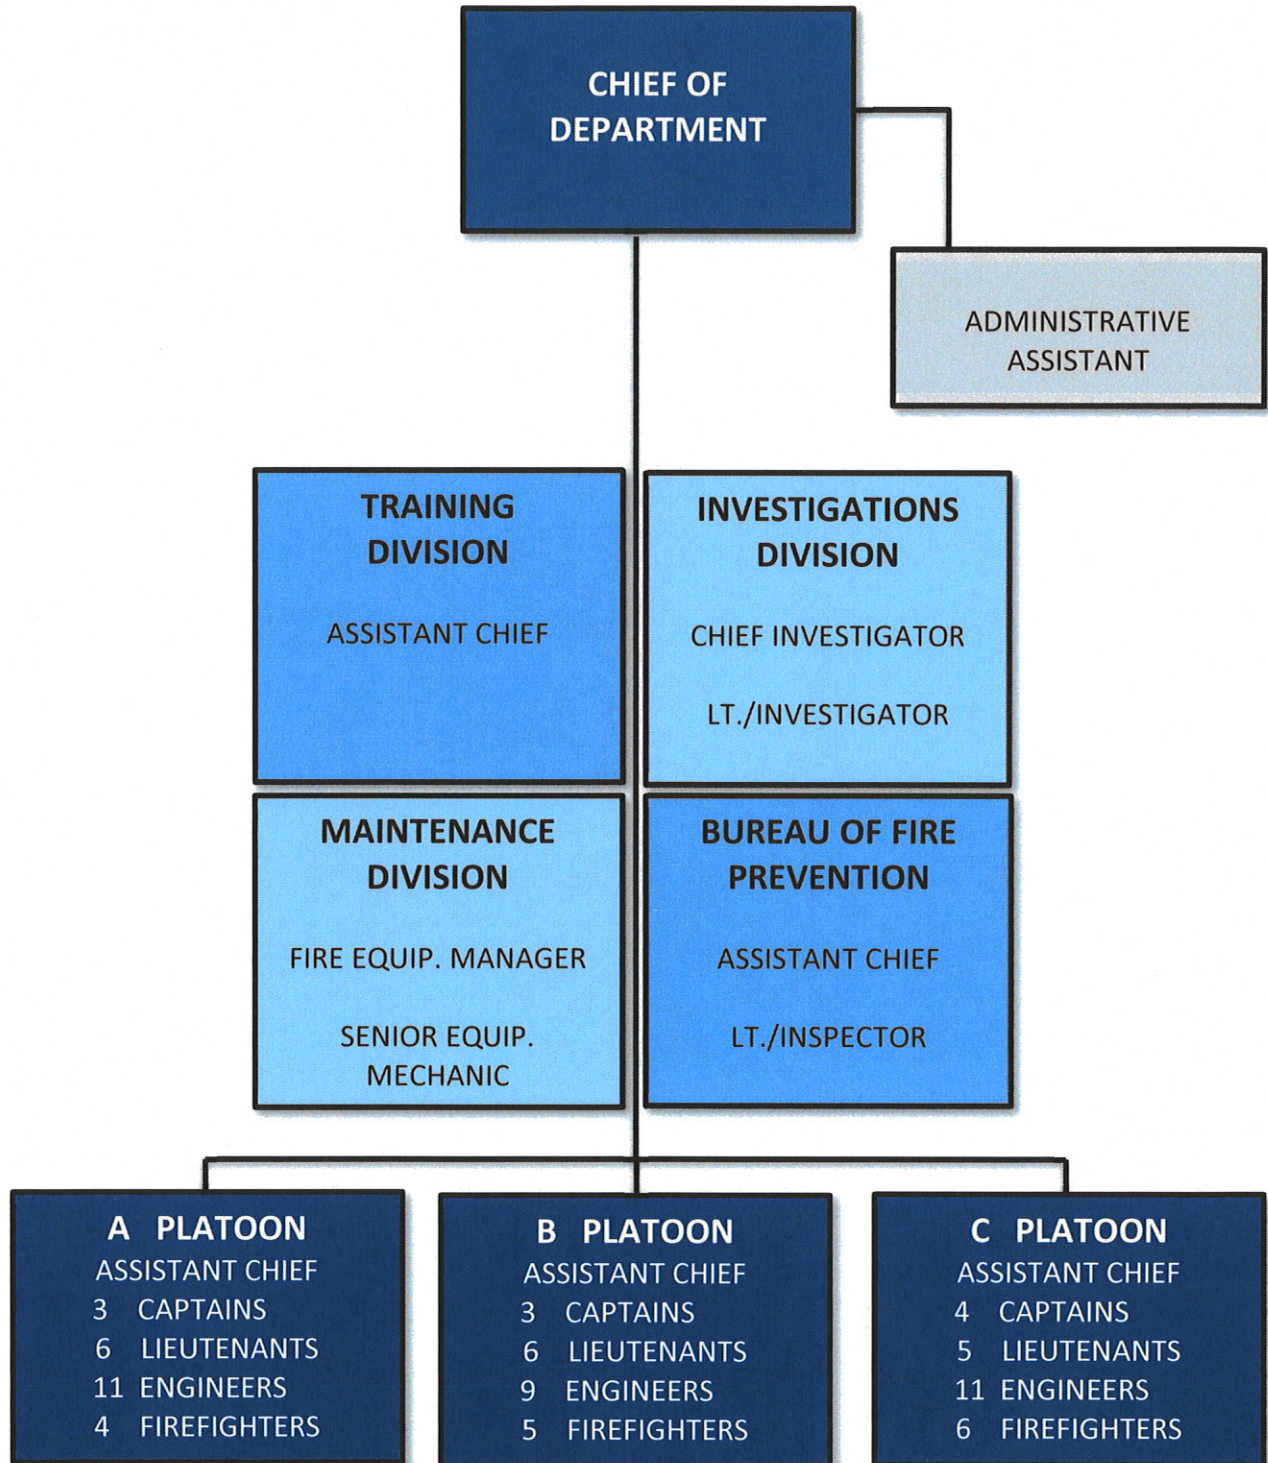 CHIEF OF
DEPARTMENT
ADMINISTRATIVE
ASSISTANT
TRAINING
DIVISION
ASSISTANT CHIEF
INVESTIGATIONS
DIVISION
CHIEF INVESTIGATOR
LT./INVESTIGATOR
MAINTENANCE
DIVISION
FIRE EQUIP. MANAGER
SENIOR EQUIP.
MECHANIC
BUREAU OF FIRE
PREVENTION
ASSISTANT CHIEF
LT./INSPECTOR
A PLATOON
ASSISTANT CHIEF
3 CAPTAINS
6 LIEUTENANTS
11 ENGINEERS
4 FIREFIGHTERS
B PLATOON
ASSISTANT CHIEF
3 CAPTAINS
6 LIEUTENANTS
9 ENGINEERS
5 FIREFIGHTERS
C PLATOON
ASSISTANT CHIEF
4 CAPTAINS
5 LIEUTENANTS
11 ENGINEERS
6 FIREFIGHTERS